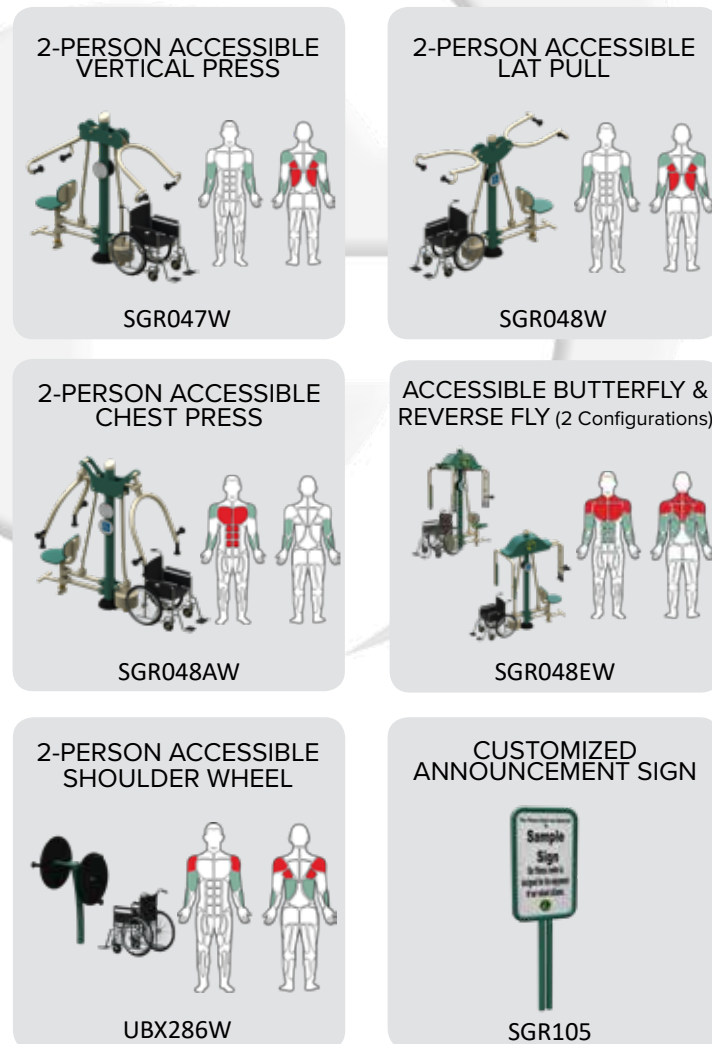 2-PERSON ACCESSIBLE
VERTICAL PRESS
SGR047W
2-PERSON ACCESSIBLE
LAT PULL
SGR048W
2-PERSON ACCESSIBLE
CHEST PRESS
SGR048AW
ACCESSIBLE BUTTERFLY &
REVERSE FLY (2 Configurations)
SGR048EW
2-PERSON ACCESSIBLE
SHOULDER WHEEL
UBX286W
CUSTOMIZED
ANNOUNCEMENT SIGN
Sample
Sign
SGR105